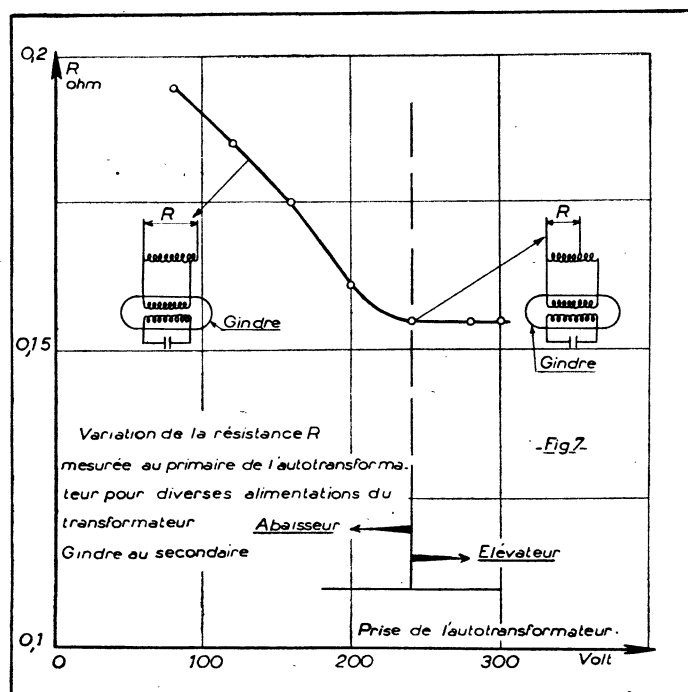 0,2
R
ohm
R
R
Gindre
Gindre
0,15
Variation de la résistance R
mesurée au primaire de l'autotransforma.
teur pour diverses alimentations du
transformateur
Gindre au secondaire
-Fig 7-
Abaisseur
Elévateur
Prise de l'autotransformateur.
0,1
0
100
200
300
Volt